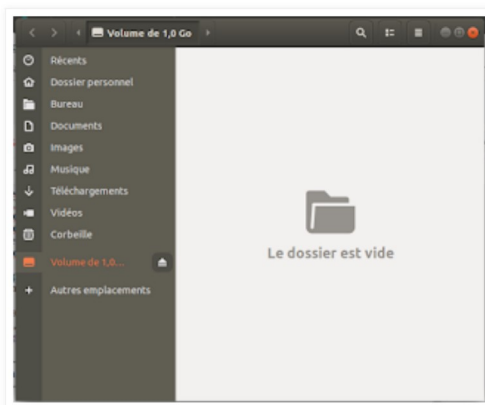 Volume de 1,0 Go
Récents
Dossier personnel
Bureau
Documents
Images
Musique
Téléchargements
Vidéos
Corbeille
Volume de 1,0...
Autres emplacements
Le dossier est vide